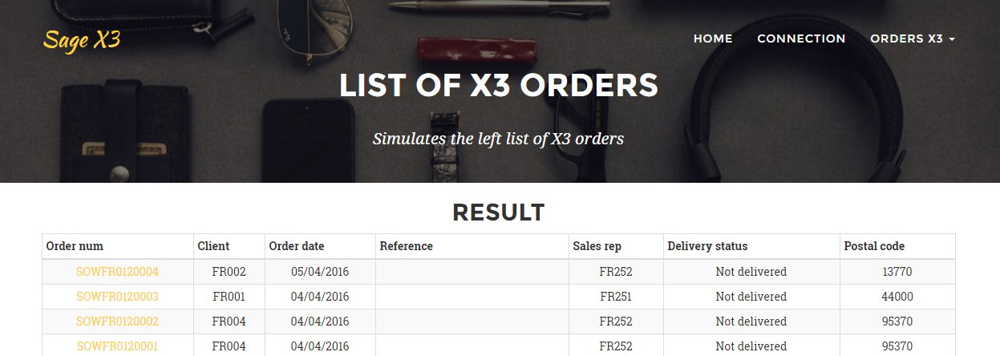 Sage X3 HOME CONNECTION ORDERS X3
LIST OF X3 ORDERS
Simulates the left list of X3 orders
RESULT
Order num Client Order date Reference Sales rep Delivery status Postal code
SOWFR0120004 FR002 05/04/2016 FR252 Not delivered 13770
SOWFR0120003 FR001 04/04/2016 FR251 Not delivered 44000
SOWFR0120002 FR004 04/04/2016 FR252 Not delivered 95370
SOWFR0120001 FR004 04/04/2016 FR252 Not delivered 95370